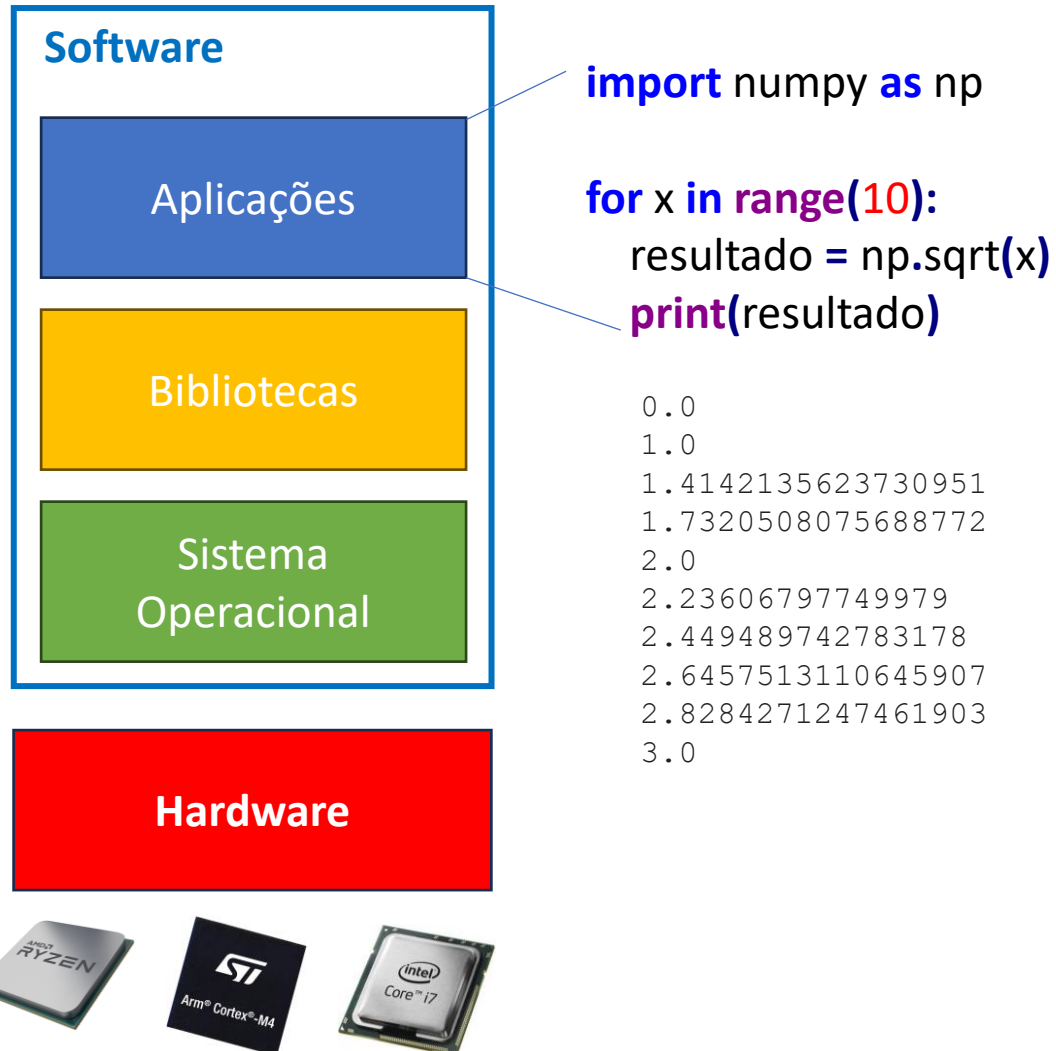 Software
Aplicações
Bibliotecas
Sistema
Operacional
Hardware
AMD
RYZEN
ST
Arm® Cortex®-M4
intel
Core™ i7
import numpy as np
for x in range(10):
resultado = np.sqrt(x)
print(resultado)
0.0
1.0
1.4142135623730951
1.7320508075688772
2.0
2.23606797749979
2.449489742783178
2.6457513110645907
2.8284271247461903
3.0